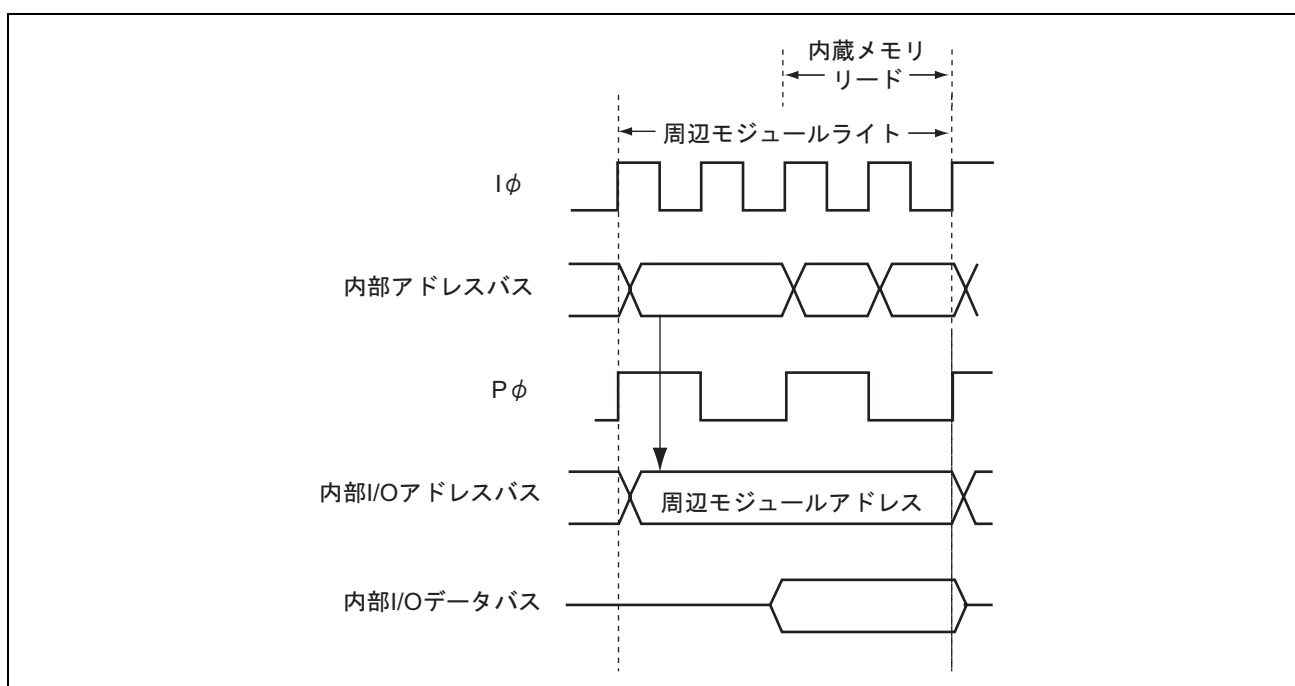 内蔵メモリ
リード
周辺モジュールライト
Iφ
内部アドレスバス
Pφ
内部I/Oアドレスバス
周辺モジュールアドレス
内部I/Oデータバス